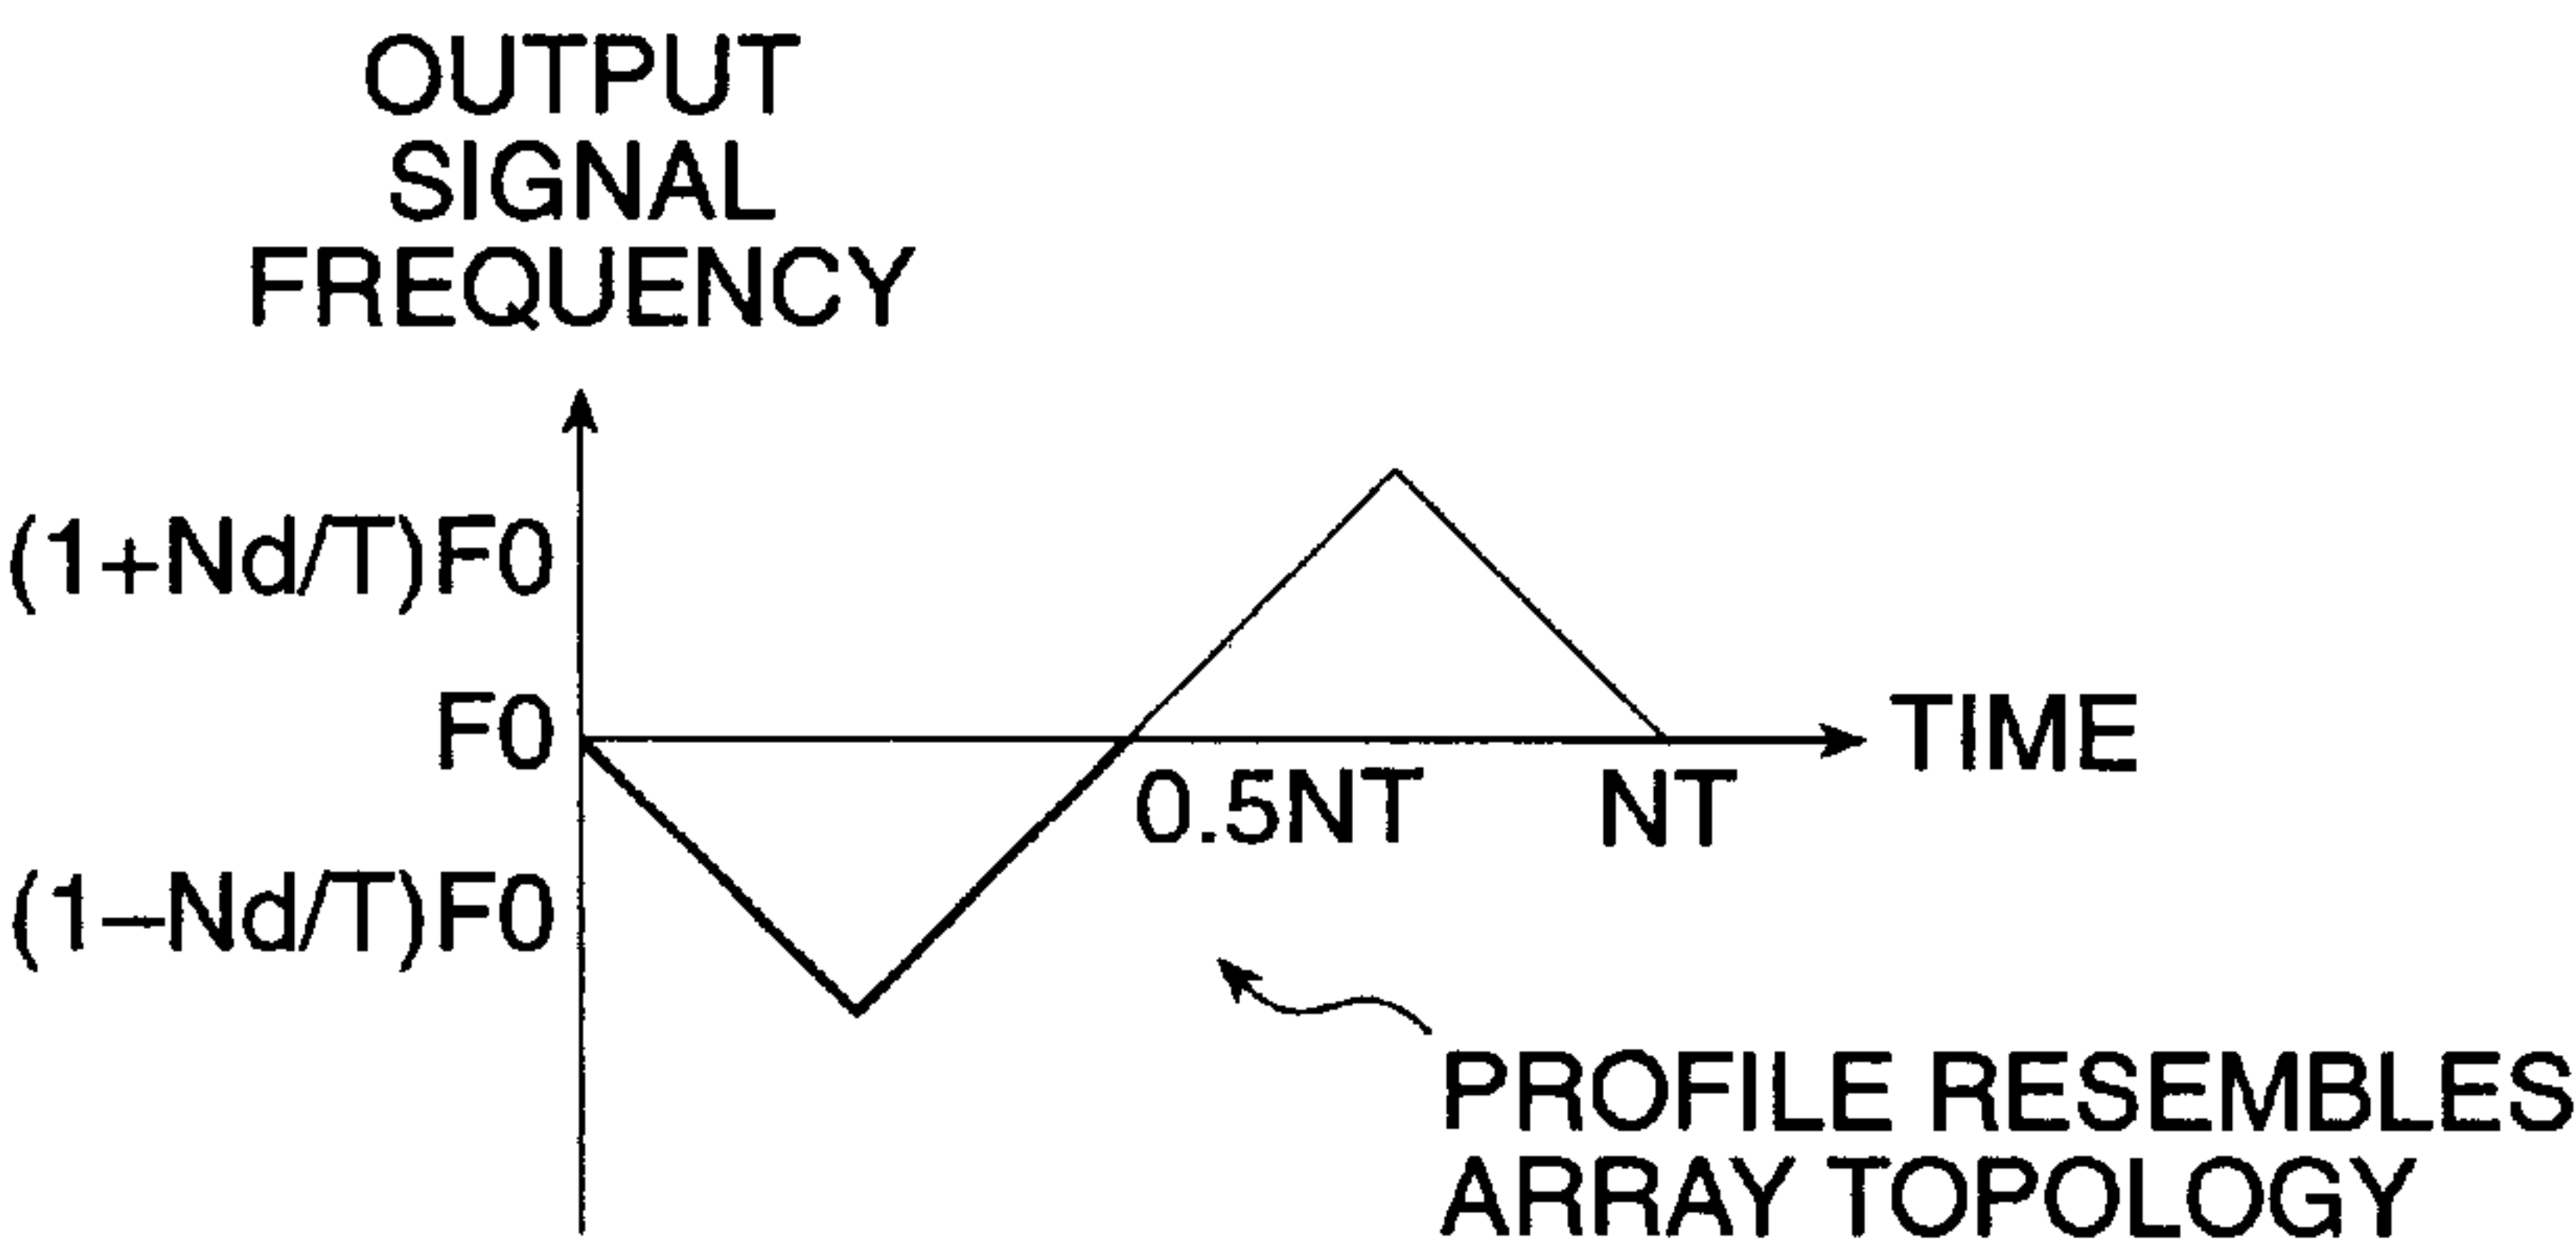 OUTPUT
SIGNAL
FREQUENCY
(1+Nd/T)F0
F0
TIME
0.5NT
NT
(1–Nd/T)F0
PROFILE RESEMBLES
ARRAY TOPOLOGY